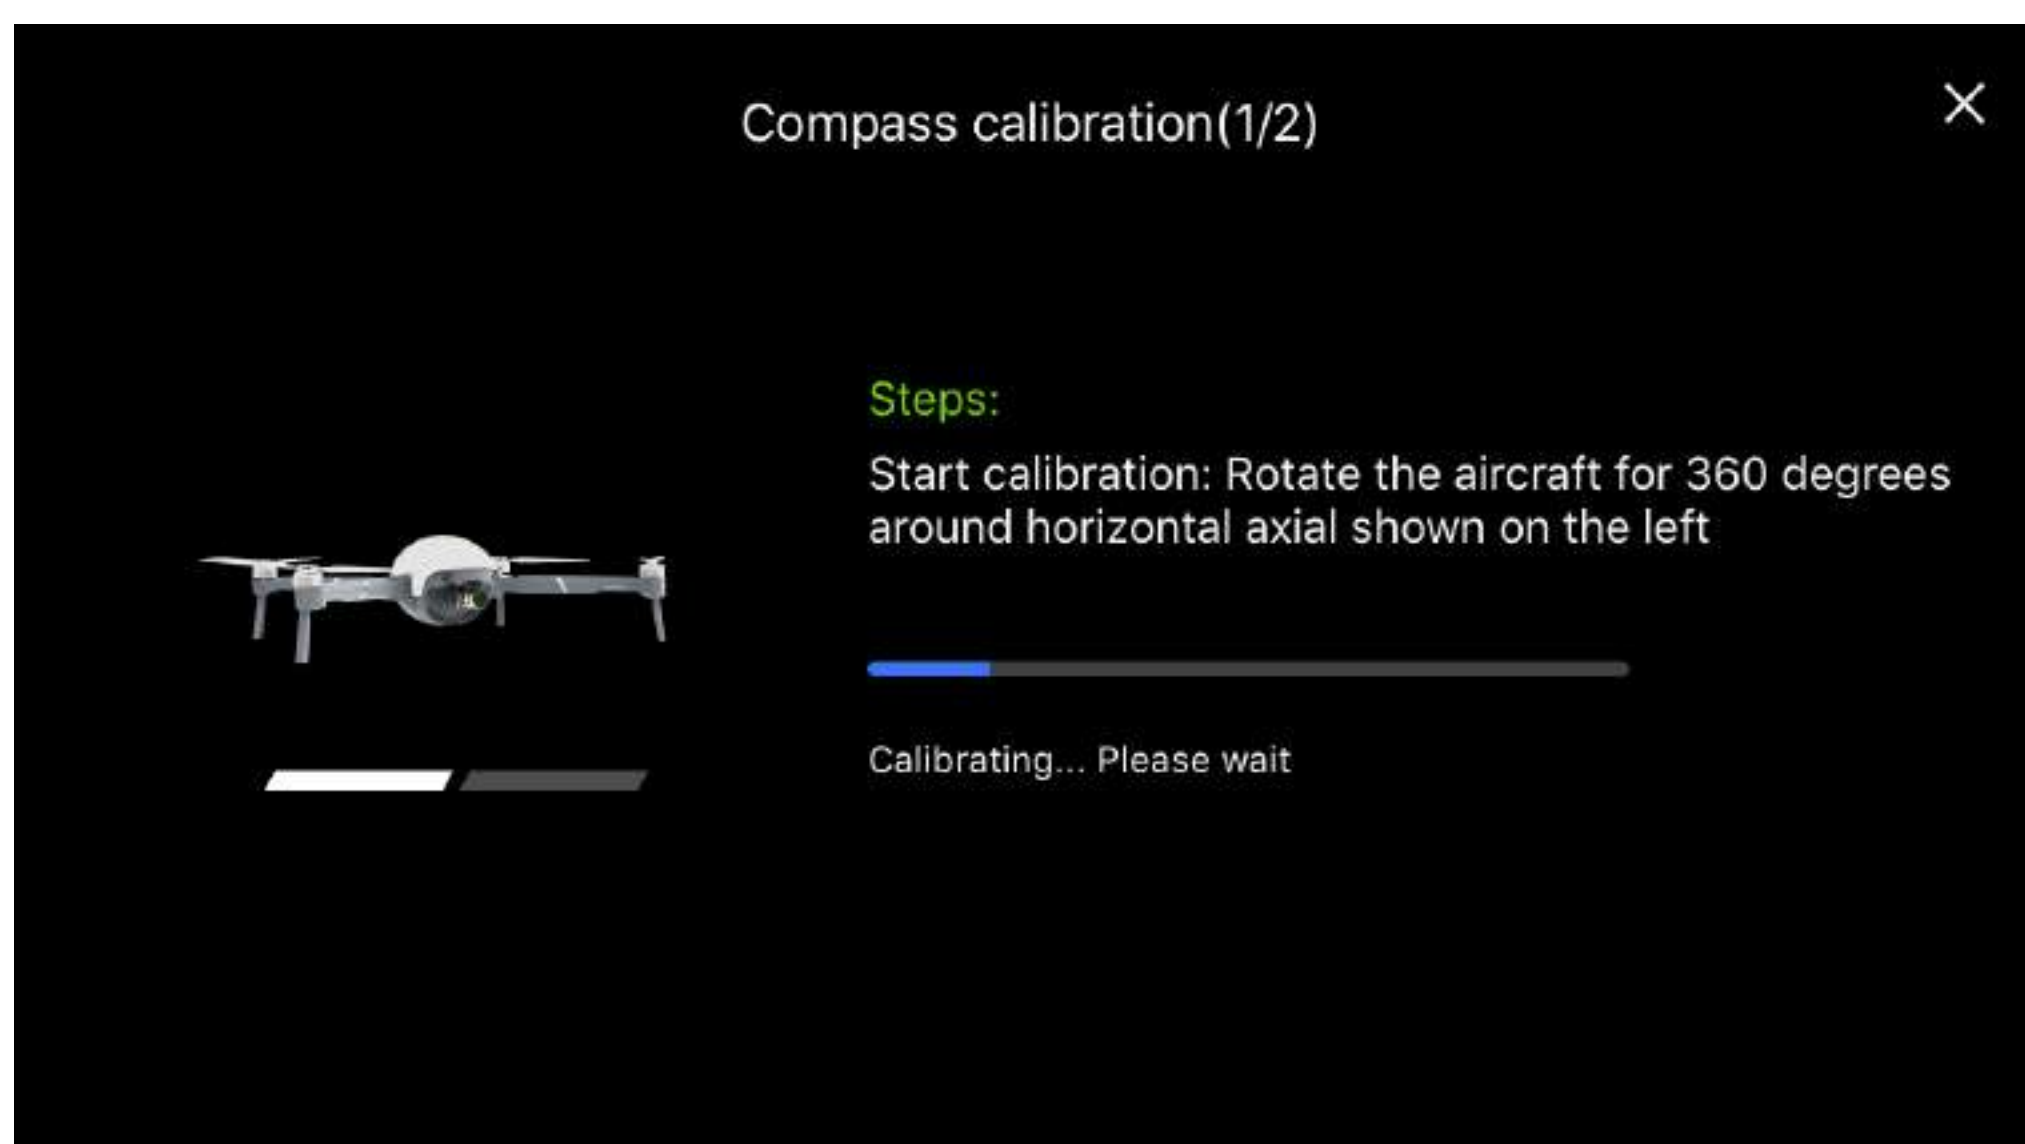 Compass calibration(1/2)
Steps:
Start calibration: Rotate the aircraft for 360 degrees
around horizontal axial shown on the left
Calibrating... Please wait